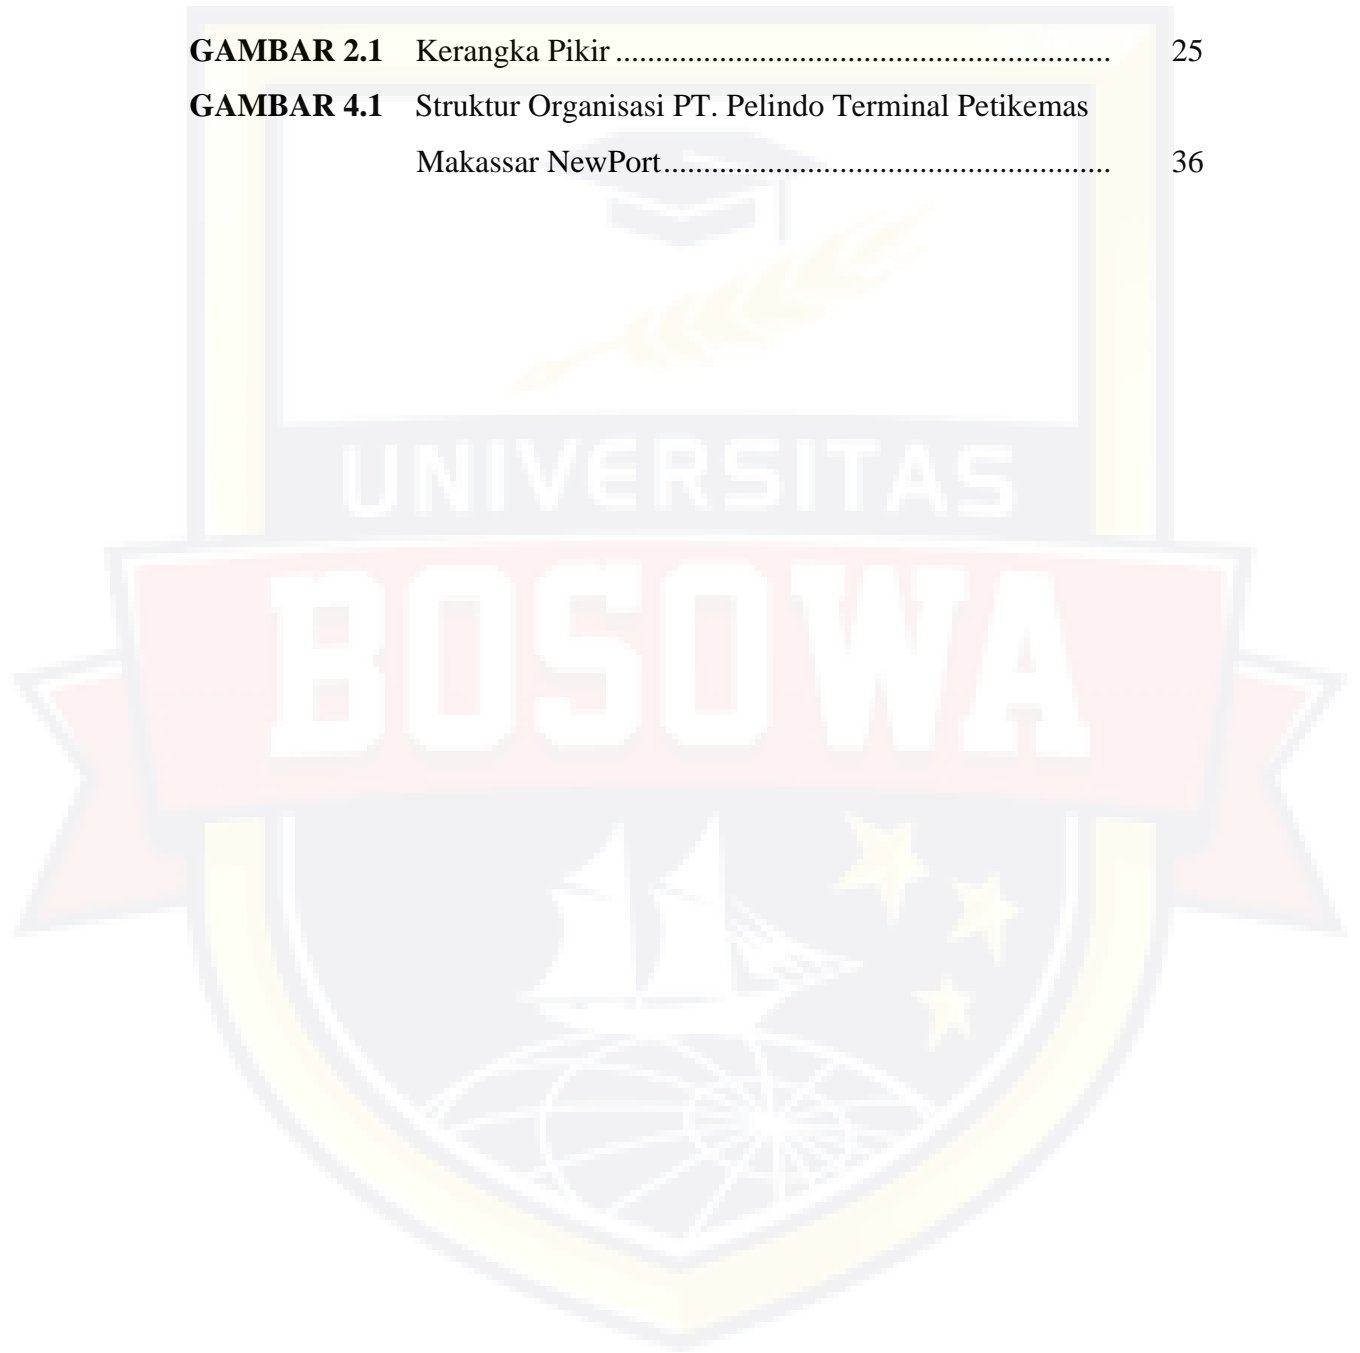 GAMBAR 2.1 Kerangka Pikir .............................................................. 25
GAMBAR 4.1 Struktur Organisasi PT. Pelindo Terminal Petikemas
Makassar NewPort........................................................ 36
UNIVERSITAS
BOSOWA